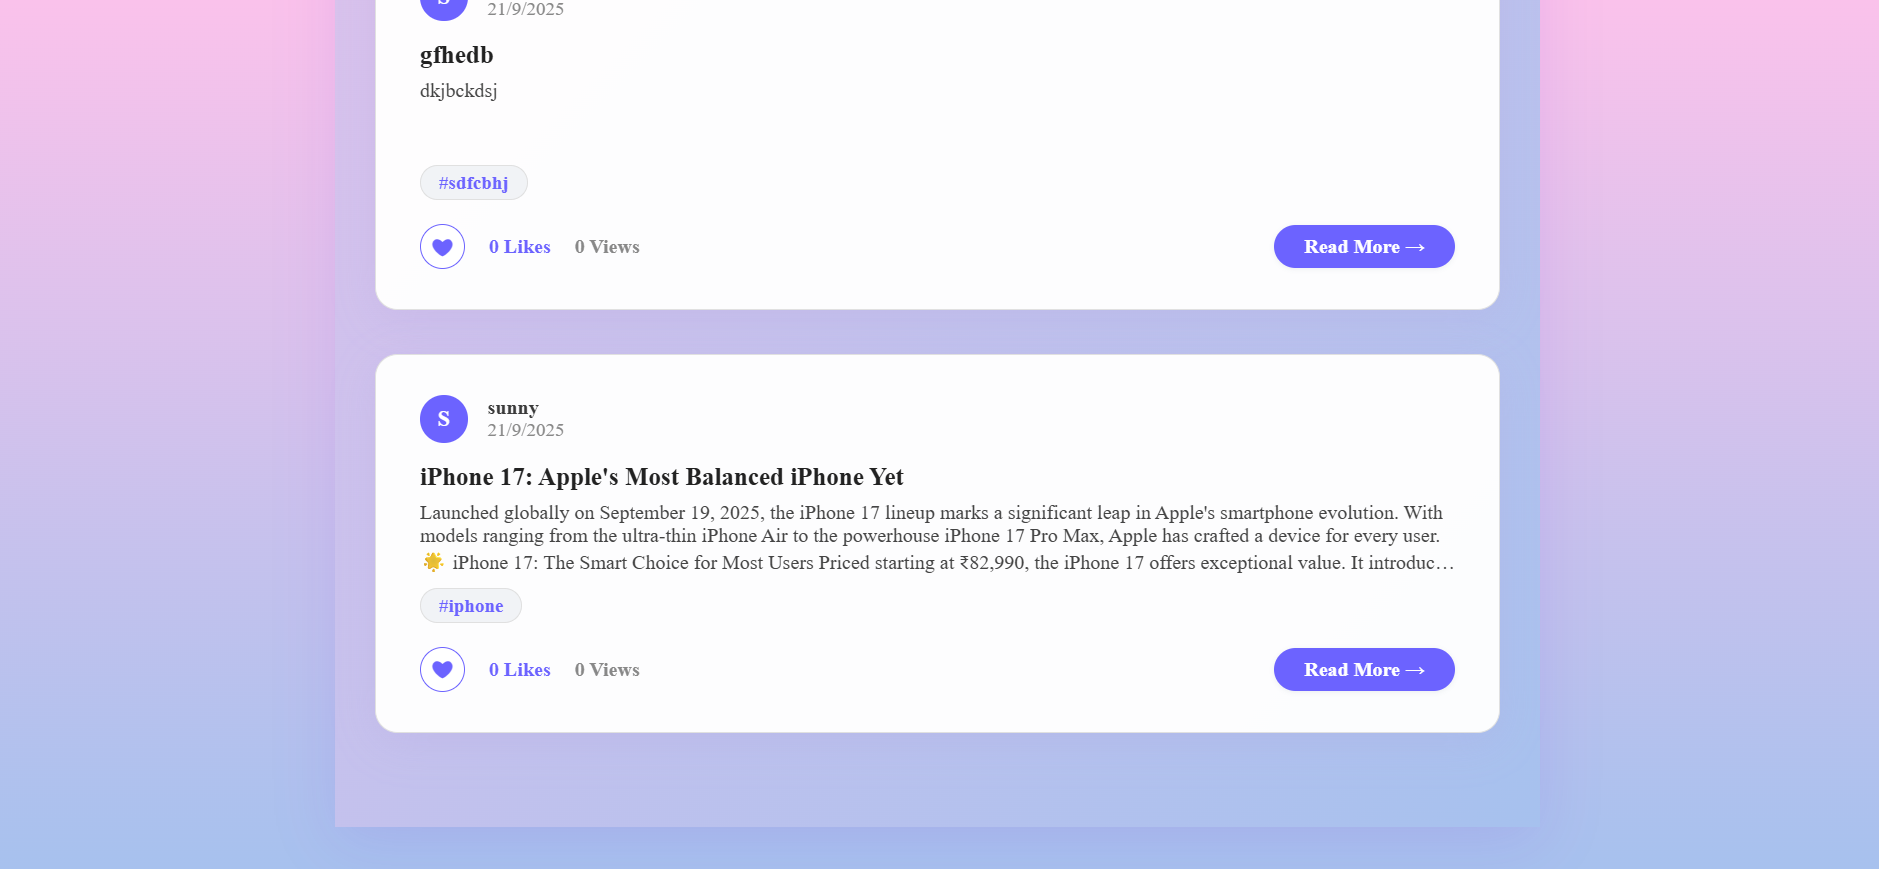 S
21/9/2025
gfhedb
dkjbckdsj
#sdfcbhj
0 Likes 0 Views Read More →
S
sunny
21/9/2025
iPhone 17: Apple's Most Balanced iPhone Yet
Launched globally on September 19, 2025, the iPhone 17 lineup marks a significant leap in Apple's smartphone evolution. With
models ranging from the ultra-thin iPhone Air to the powerhouse iPhone 17 Pro Max, Apple has crafted a device for every user.
🌟 iPhone 17: The Smart Choice for Most Users Priced starting at ₹82,990, the iPhone 17 offers exceptional value. It introduc…
#iphone
0 Likes 0 Views Read More →